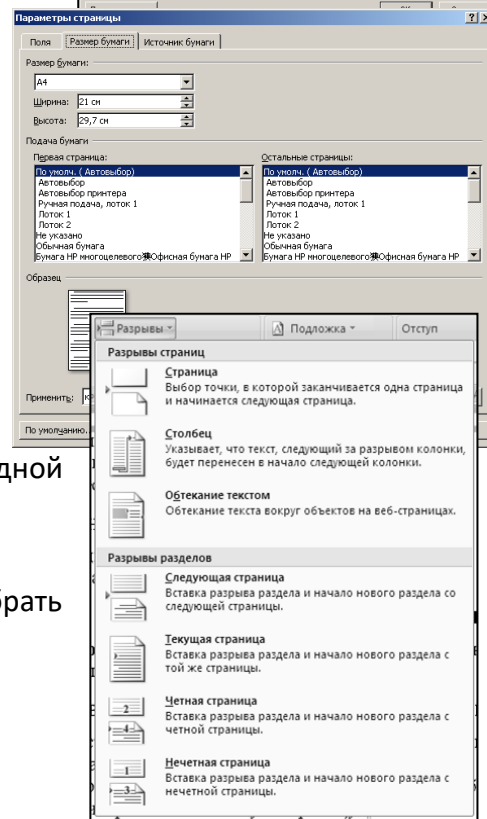 Параметры страницы
Поля Размер бумаги Источник бумаги
Размер бумаги:
A4
Ширина: 21 см
Высота: 29,7 см
Подача бумаги
Первая страница: Остальные страницы:
По умолч. ( Автовыбор) По умолч. ( Автовыбор)
Автовыбор Автовыбор
Автовыбор принтера Автовыбор принтера
Ручная подача, лоток 1 Ручная подача, лоток 1
Лоток 1 Лоток 1
Лоток 2 Лоток 2
Не указано Не указано
Обычная бумага Обычная бумага
Бумага HP многоцелевого Офисная бумага HP Бумага HP многоцелевого Офисная бумага HP
Образец
Разрывы Подложка Отступ
Разрывы страниц
Страница
Выбор точки, в которой заканчивается одна страница
и начинается следующая страница.
Применить:
Столбец
По умолчанию..
Указывает, что текст, следующий за разрывом колонки,
будет перенесен в начало следующей колонки.
дной
Обтекание текстом
Обтекание текста вокруг объектов на веб-страницах.
Разрывы разделов
Следующая страница
Вставка разрыва раздела и начало нового раздела со
следующей страницы.
брать
Текущая страница
Вставка разрыва раздела и начало нового раздела с
той же страницы.
Четная страница
Вставка разрыва раздела и начало нового раздела с
четной страницы.
Нечетная страница
Вставка разрыва раздела и начало нового раздела с
нечетной страницы.